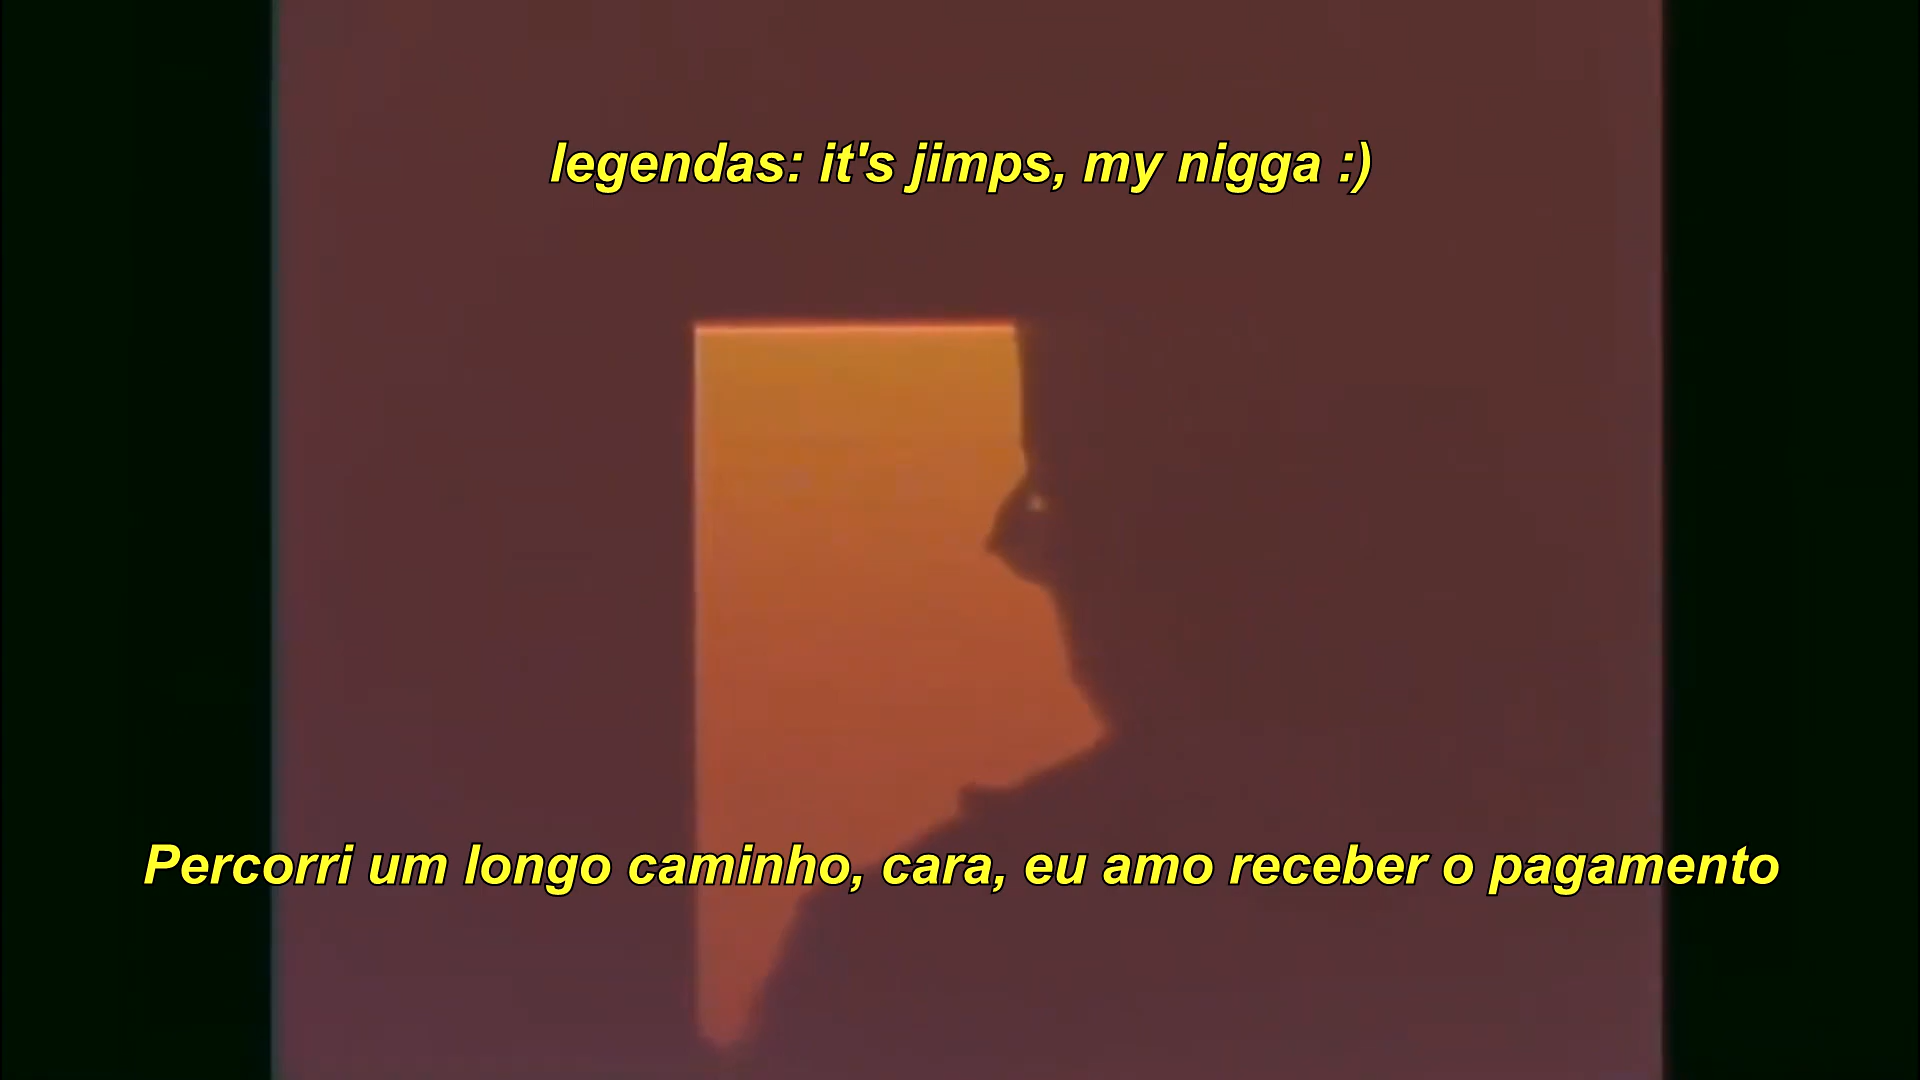 legendas: it's jimps, my nigga :)
Percorri um longo caminho, cara, eu amo receber o pagamento